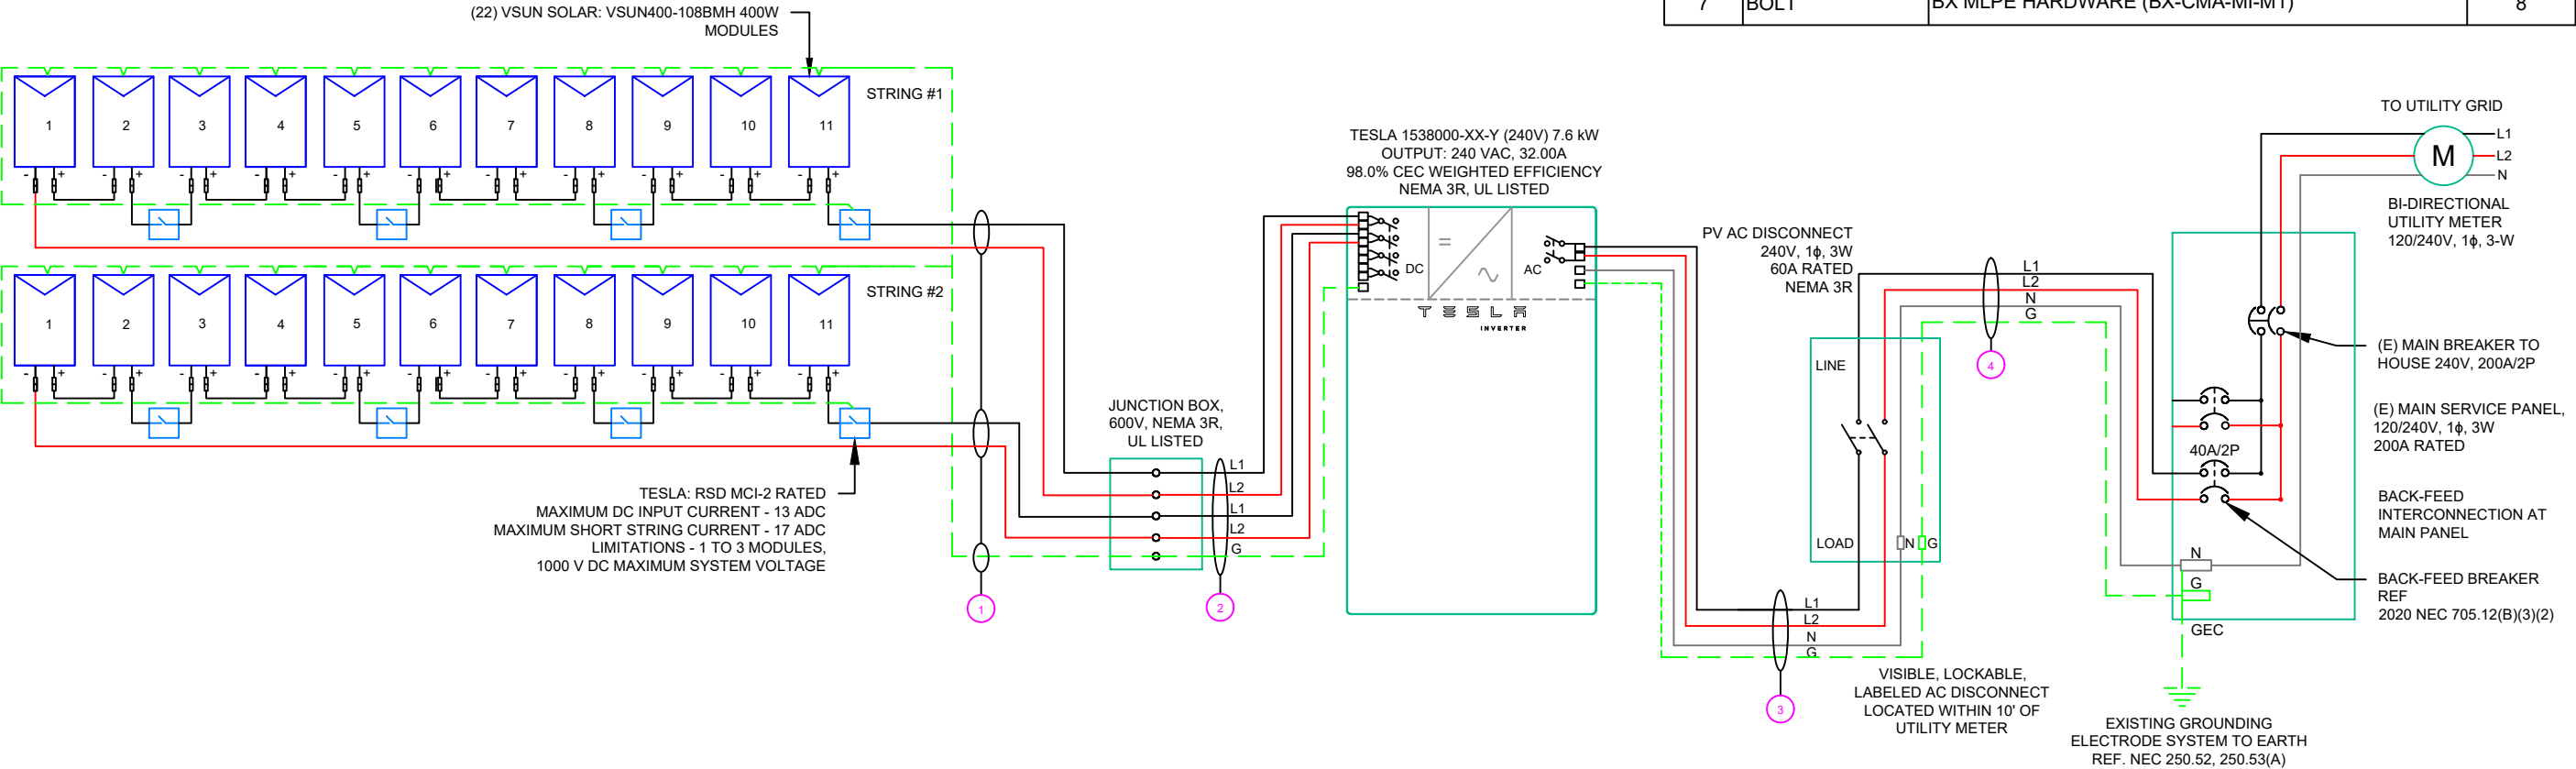 7 BOLT BX MLPE HARDWARE (BX-CMA-MI-MT) 8
(22) VSUN SOLAR: VSUN400-108BMH 400W
MODULES
STRING #1
1 2 3 4 5 6 7 8 9 10 11
- + - + - + - + - + - + - + - + - + - + - +
STRING #2
1 2 3 4 5 6 7 8 9 10 11
- + - + - + - + - + - + - + - + - + - + - +
TESLA: RSD MCI-2 RATED
MAXIMUM DC INPUT CURRENT - 13 ADC
MAXIMUM SHORT STRING CURRENT - 17 ADC
LIMITATIONS - 1 TO 3 MODULES,
1000 V DC MAXIMUM SYSTEM VOLTAGE
1
JUNCTION BOX,
600V, NEMA 3R,
UL LISTED
L1
L2
L1
L2
G
2
TESLA 1538000-XX-Y (240V) 7.6 kW
OUTPUT: 240 VAC, 32.00A
98.0% CEC WEIGHTED EFFICIENCY
NEMA 3R, UL LISTED
DC
AC
TESLA
INVERTER
PV AC DISCONNECT
240V, 1ϕ, 3W
60A RATED
NEMA 3R
LINE
LOAD
N G
L1
L2
N
G
3
VISIBLE, LOCKABLE,
LABELED AC DISCONNECT
LOCATED WITHIN 10' OF
UTILITY METER
L1
L2
N
G
4
TO UTILITY GRID
M
L1
L2
N
BI-DIRECTIONAL
UTILITY METER
120/240V, 1ϕ, 3-W
(E) MAIN BREAKER TO
HOUSE 240V, 200A/2P
(E) MAIN SERVICE PANEL,
120/240V, 1ϕ, 3W
200A RATED
40A/2P
BACK-FEED
INTERCONNECTION AT
MAIN PANEL
BACK-FEED BREAKER
REF
2020 NEC 705.12(B)(3)(2)
N
G
GEC
EXISTING GROUNDING
ELECTRODE SYSTEM TO EARTH
REF. NEC 250.52, 250.53(A)